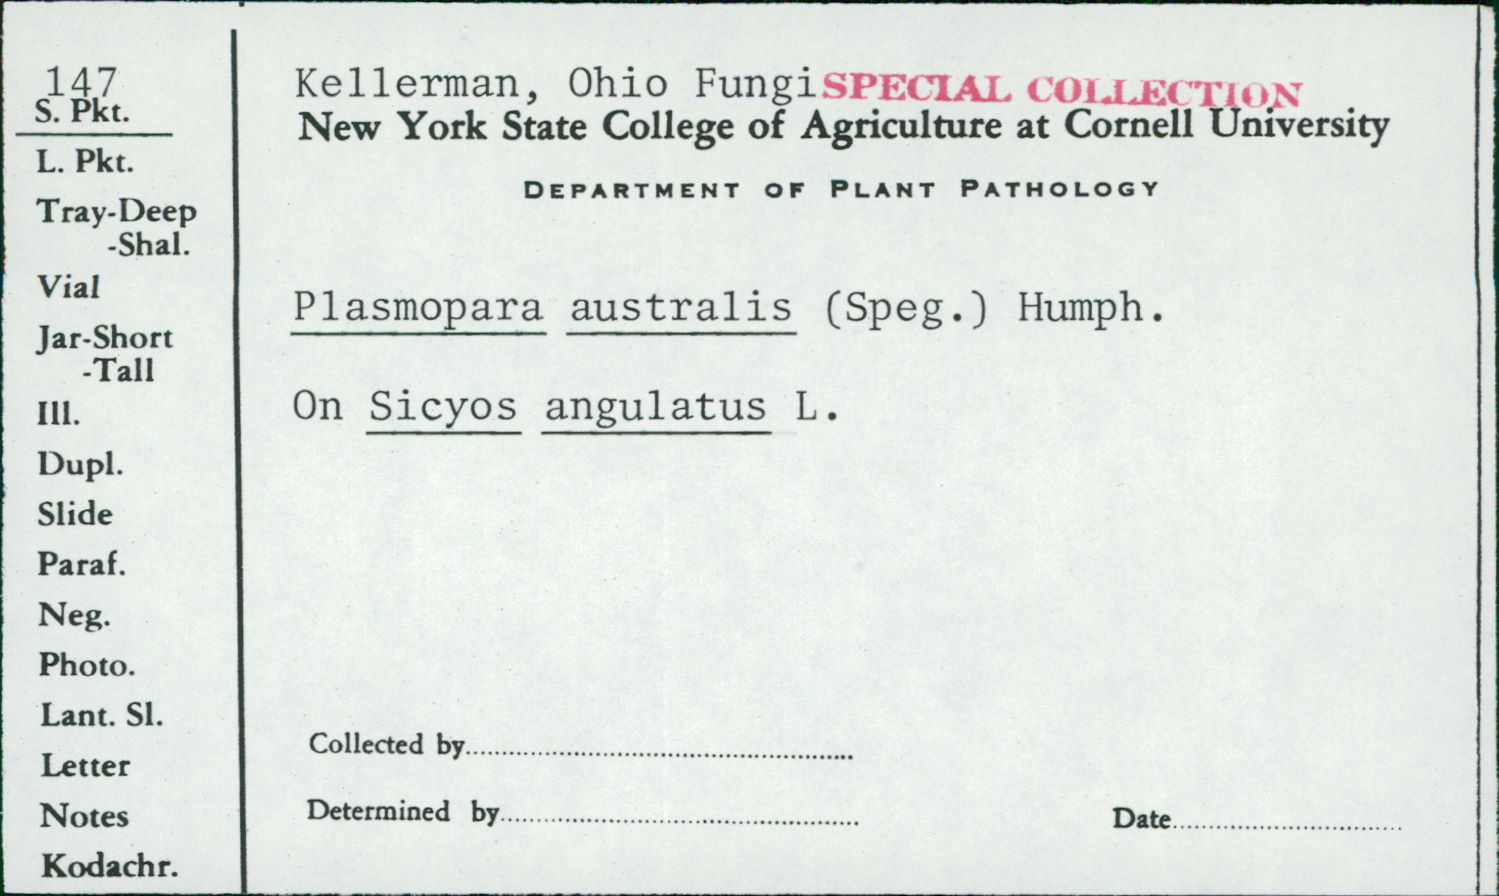 147
S. Pkt.
L. Pkt.
Tray-Deep
-Shal.
Vial
Jar-Short
-Tall
Ill.
Dupl.
Slide
Paraf.
Neg.
Photo.
Lant. Sl.
Letter
Notes
Kodachr.
Kellerman, Ohio Fungi SPECIAL COLLECTION
New York State College of Agriculture at Cornell University
DEPARTMENT OF PLANT PATHOLOGY
Plasmopara australis (Speg.) Humph.
On Sicyos angulatus L.
Collected by
Determined by
Date